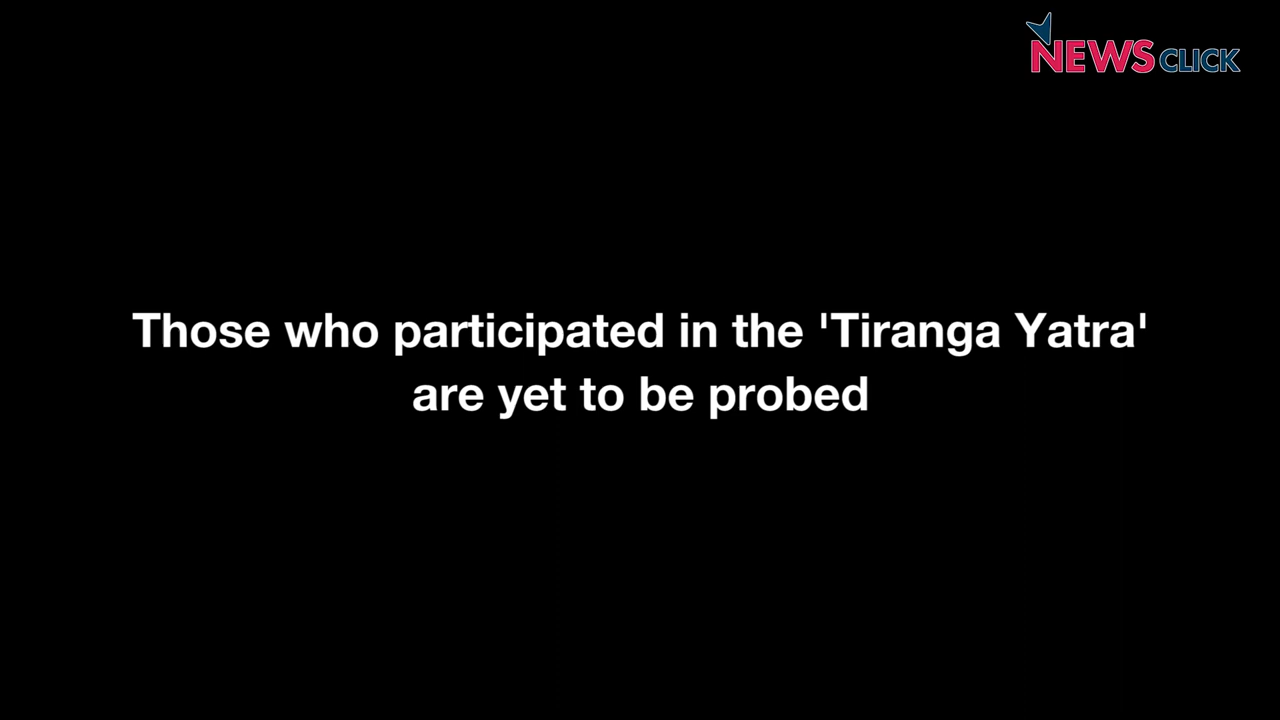 NEWSCLICK
Those who participated in the 'Tiranga Yatra'
are yet to be probed